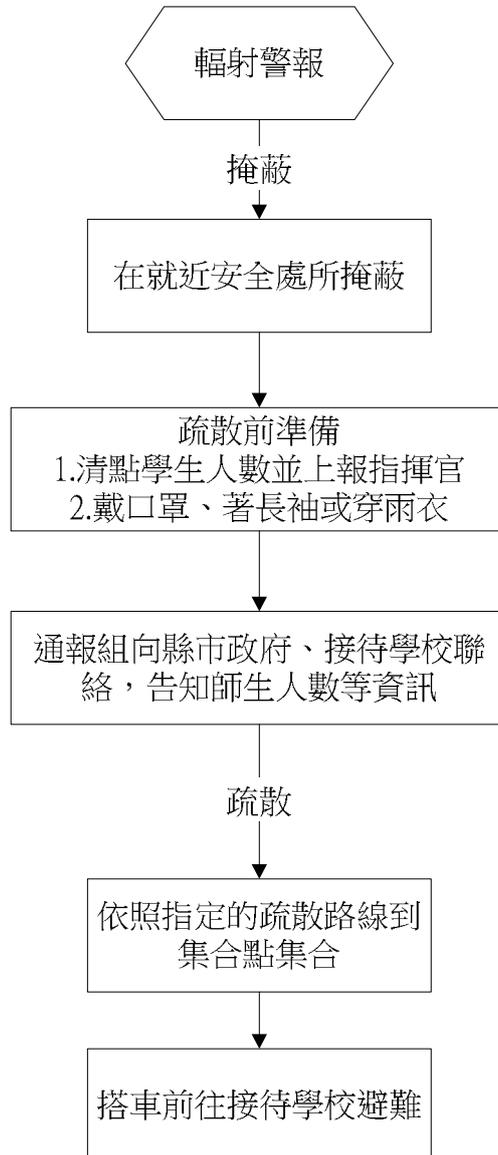 輻射警報
掩蔽
在就近安全處所掩蔽
疏散前準備
1.清點學生人數並上報指揮官
2.戴口罩、著長袖或穿雨衣
通報組向縣市政府、接待學校聯
絡，告知師生人數等資訊
疏散
依照指定的疏散路線到
集合點集合
搭車前往接待學校避難